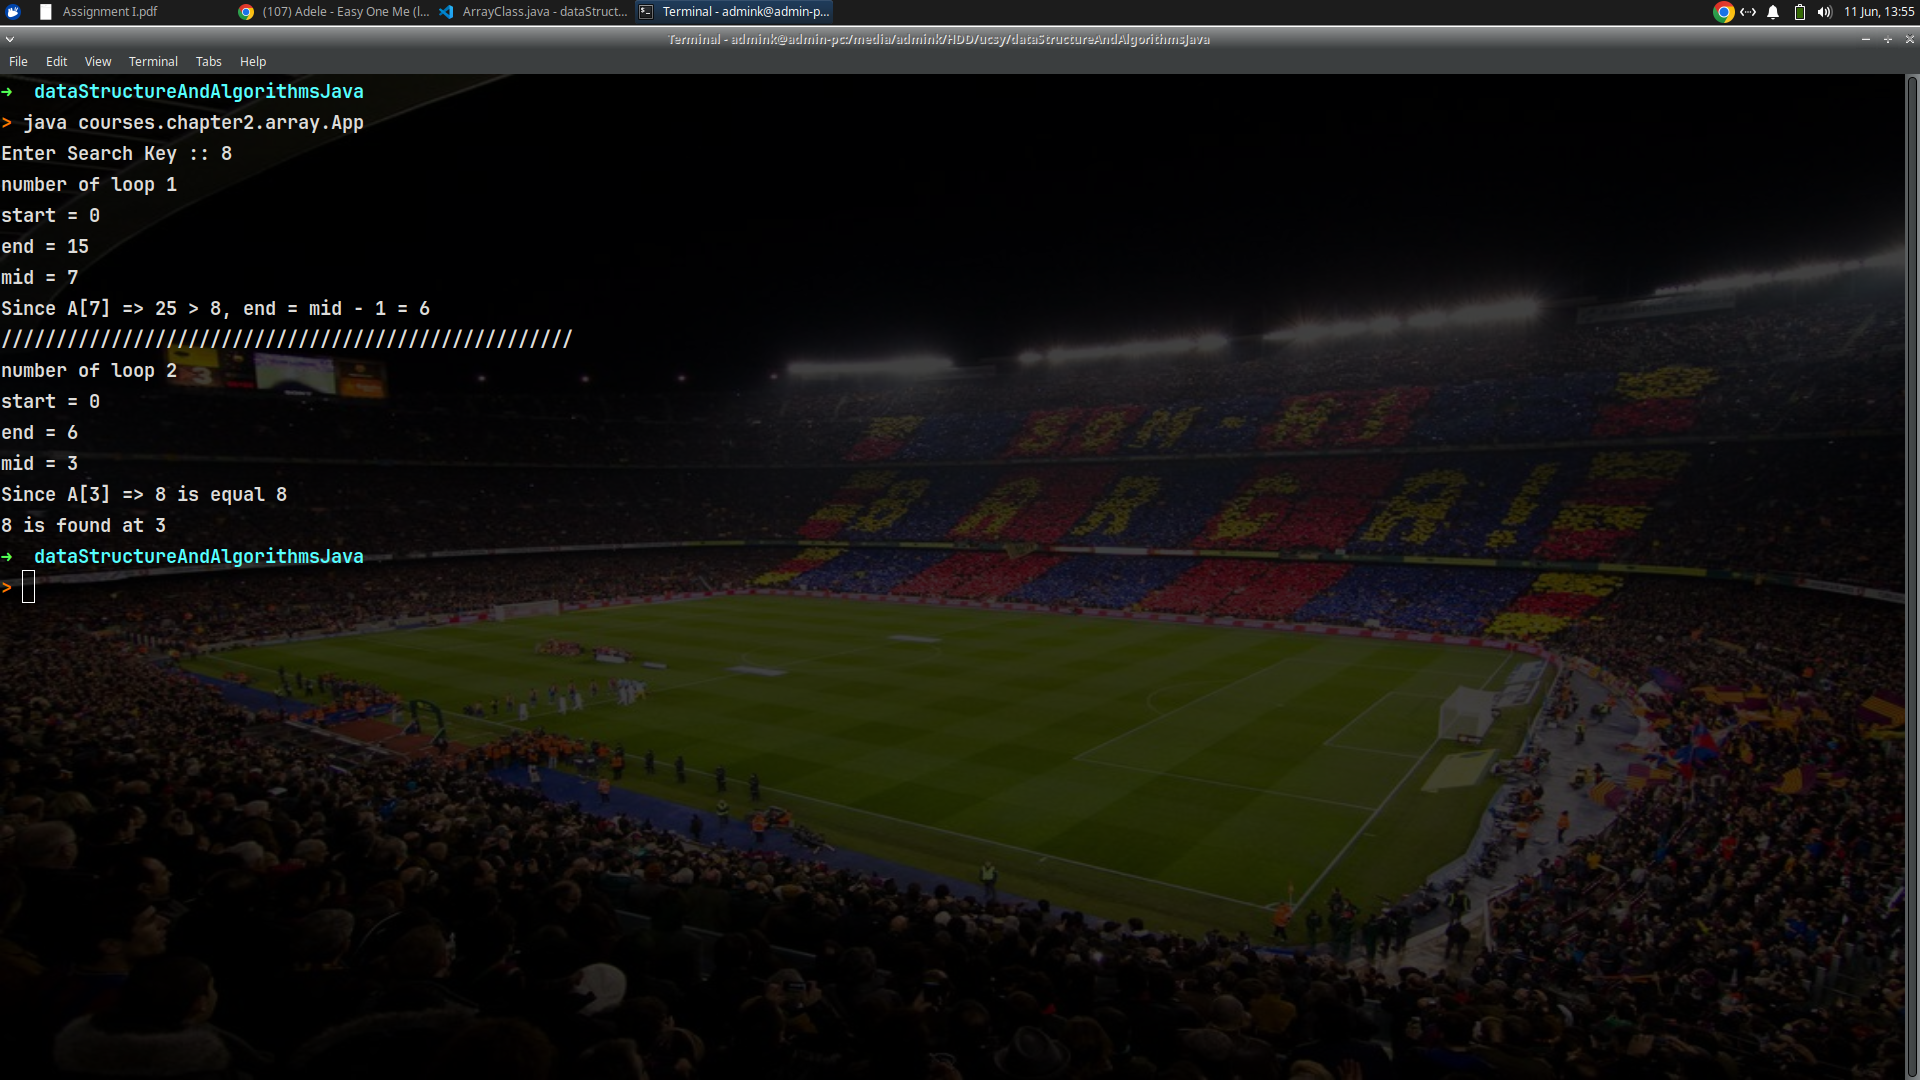 Assignment I.pdf
(107) Adele - Easy One Me (l...
ArrayClass.java - dataStruct...
Terminal - admink@admin-p...
11 Jun, 13:55
Terminal - admink@admin-pc:/media/admink/HDD/ucsy/dataStructureAndAlgorithmsJava
File Edit View Terminal Tabs Help
→ dataStructureAndAlgorithmsJava
> java courses.chapter2.array.App
Enter Search Key :: 8
number of loop 1
start = 0
end = 15
mid = 7
Since A[7] => 25 > 8, end = mid - 1 = 6
////////////////////////////////////////////////////
number of loop 2
start = 0
end = 6
mid = 3
Since A[3] => 8 is equal 8
8 is found at 3
→ dataStructureAndAlgorithmsJava
>
SOM·
BARÇA!
SONY
3